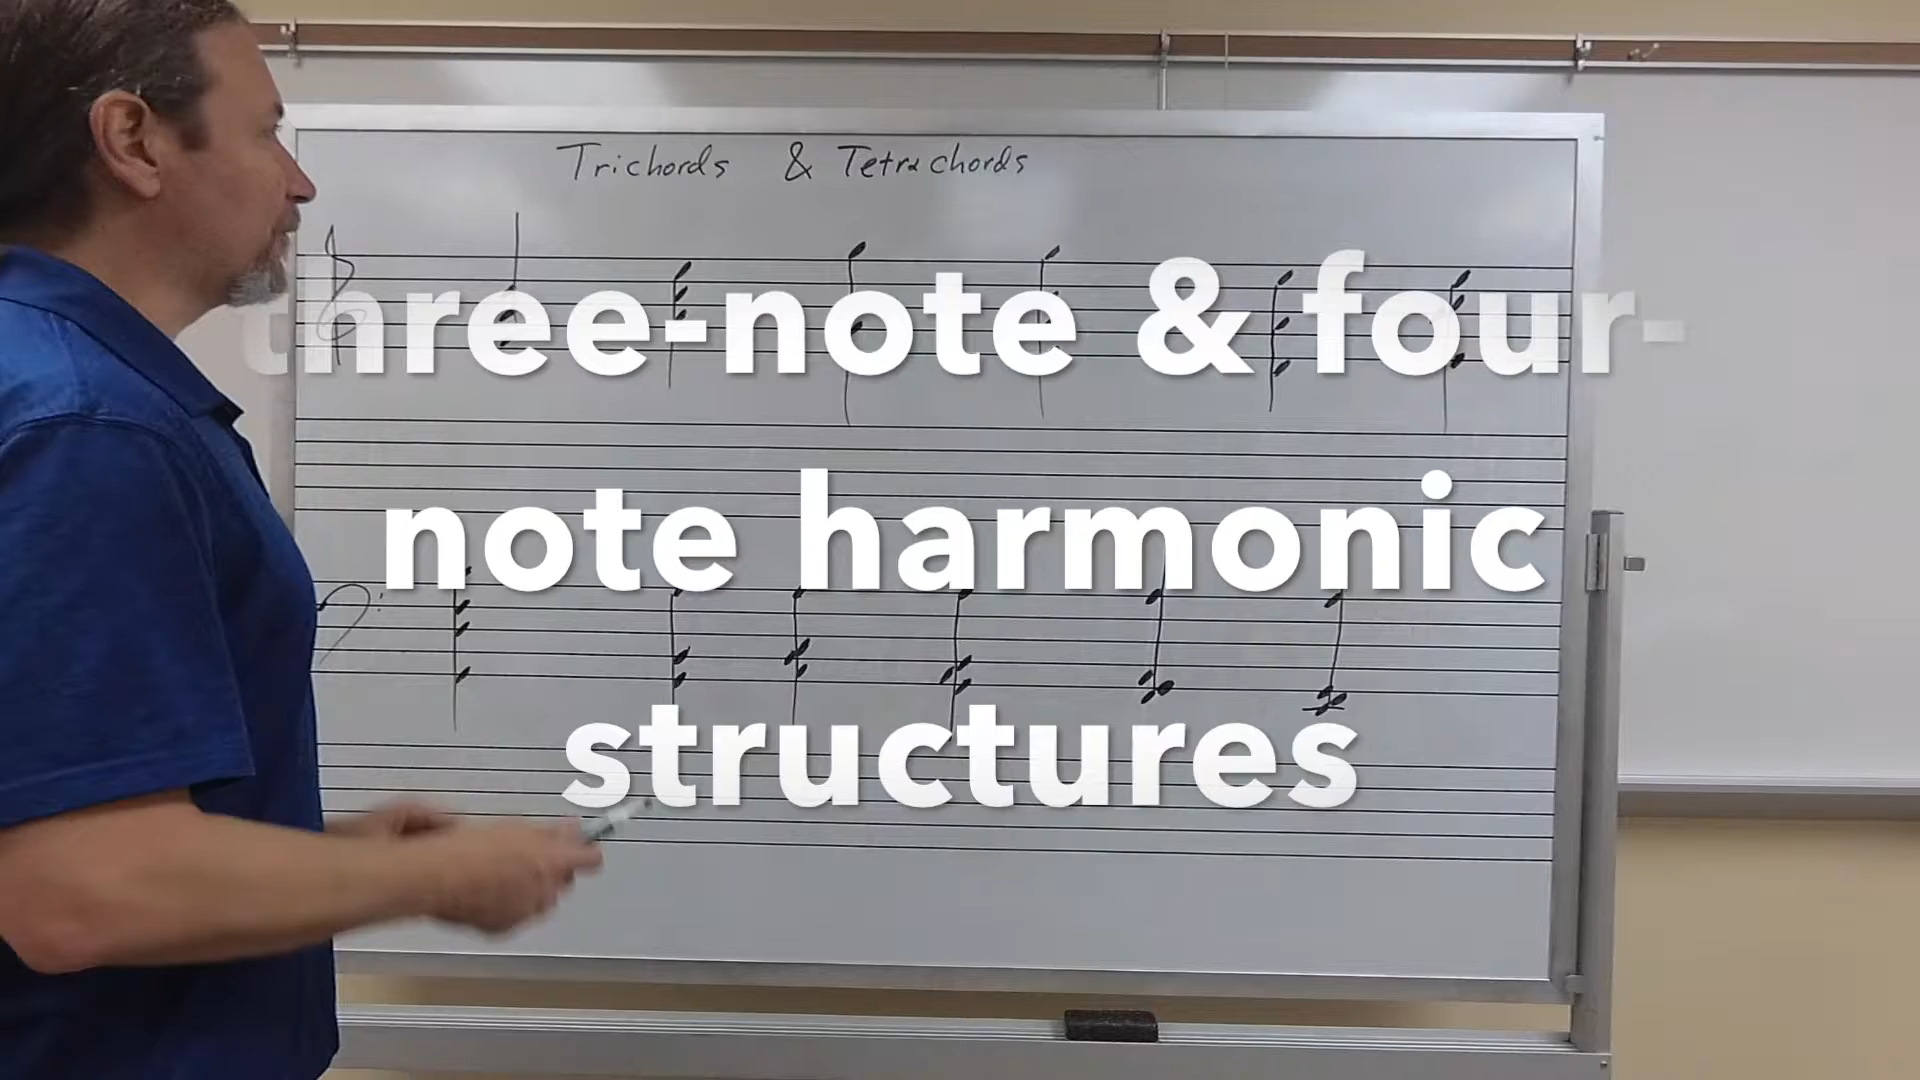 Trichords & Tetrachords
three-note & four-
note harmonic
structures